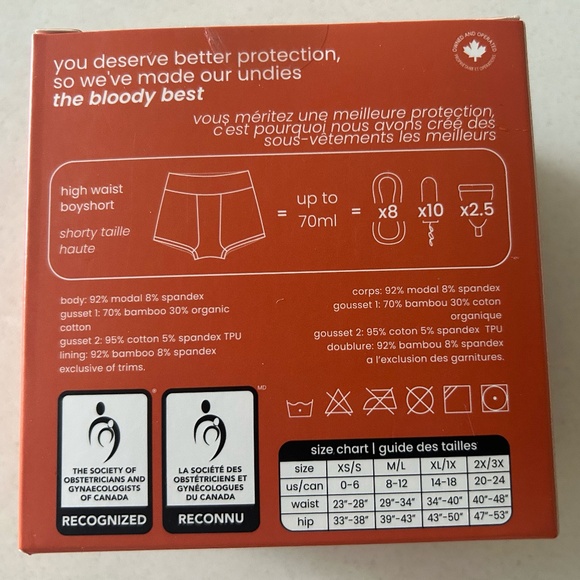 you deserve better protection,
so we've made our undies
the bloody best
OWNED AND OPERATED
vous méritez une meilleure protection,
c'est pourquoi nous avons créé des
sous-vêtements les meilleurs
high waist
boyshort
shorty taille
haute
= up to
70ml
= x8 x10 x2.5
body: 92% modal 8% spandex
gusset 1: 70% bamboo 30% organic
cotton
gusset 2: 95% cotton 5% spandex TPU
lining: 92% bamboo 8% spandex
exclusive of trims.
corps: 92% modal 8% spandex
gousset 1: 70% bambou 30% coton
organique
gousset 2: 95% coton 5% spandex TPU
doublure: 92% bambou 8% spandex
a l'exclusion des garnitures.
®
THE SOCIETY OF
OBSTETRICIANS AND
GYNAECOLOGISTS
OF CANADA
RECOGNIZED
MD
LA SOCIÉTÉ DES
OBSTÉTRICIENS ET
GYNÉCOLOGUES
DU CANADA
RECONNU
size chart | guide des tailles
size XS/S M/L XL/1X 2X/3X
us/can 0-6 8-12 14-18 20-24
waist 23"-28" 29"-34" 34"-40" 40"-48"
hip 33"-38" 39"-43" 43"-50" 47"-53"